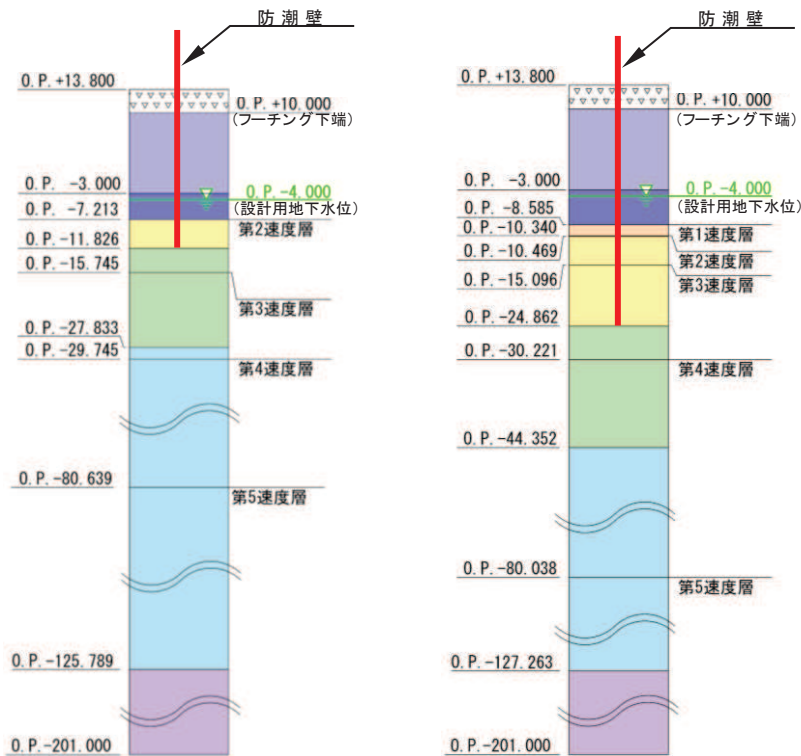 防潮壁
O.P.+13.800
O.P.+10.000
(フーチング下端)
O.P. -3.000
O.P. -4.000
(設計用地下水位)
O.P. -7.213
第2速度層
O.P.-11.826
O.P.-15.745
第3速度層
O.P.-27.833
O.P.-29.745
第4速度層
O.P.-80.639
第5速度層
O.P.-125.789
O.P.-201.000
防潮壁
O.P.+13.800
O.P.+10.000
(フーチング下端)
O.P. -3.000
O.P. -4.000
(設計用地下水位)
O.P. -8.585
O.P.-10.340
第1速度層
O.P.-10.469
第2速度層
O.P.-15.096
第3速度層
O.P.-24.862
O.P.-30.221
第4速度層
O.P.-44.352
O.P.-80.038
第5速度層
O.P.-127.263
O.P.-201.000